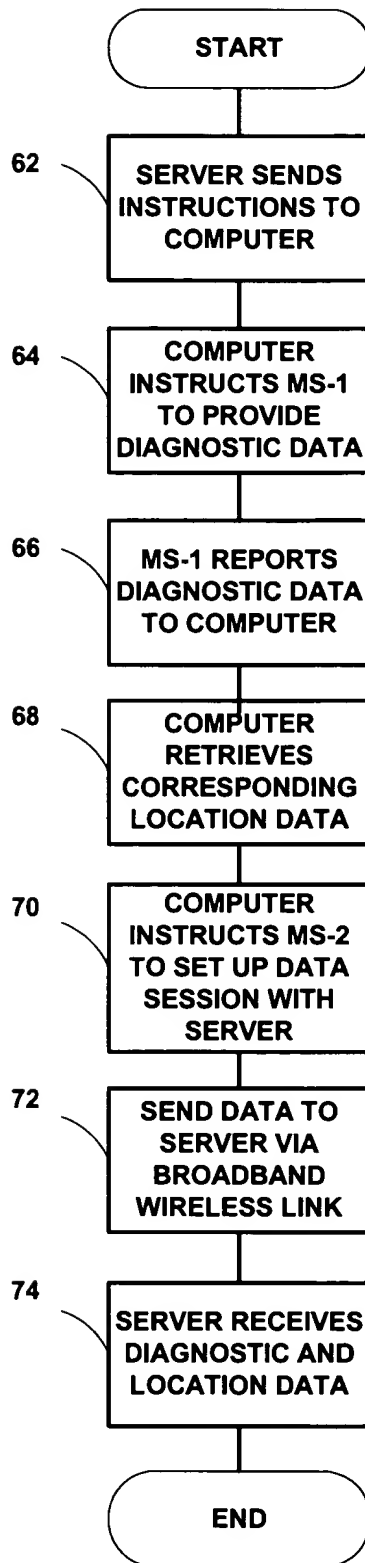 START
62
SERVER SENDS
INSTRUCTIONS TO
COMPUTER
64
COMPUTER
INSTRUCTS MS-1
TO PROVIDE
DIAGNOSTIC DATA
66
MS-1 REPORTS
DIAGNOSTIC DATA
TO COMPUTER
68
COMPUTER
RETRIEVES
CORRESPONDING
LOCATION DATA
70
COMPUTER
INSTRUCTS MS-2
TO SET UP DATA
SESSION WITH
SERVER
72
SEND DATA TO
SERVER VIA
BROADBAND
WIRELESS LINK
74
SERVER RECEIVES
DIAGNOSTIC AND
LOCATION DATA
END